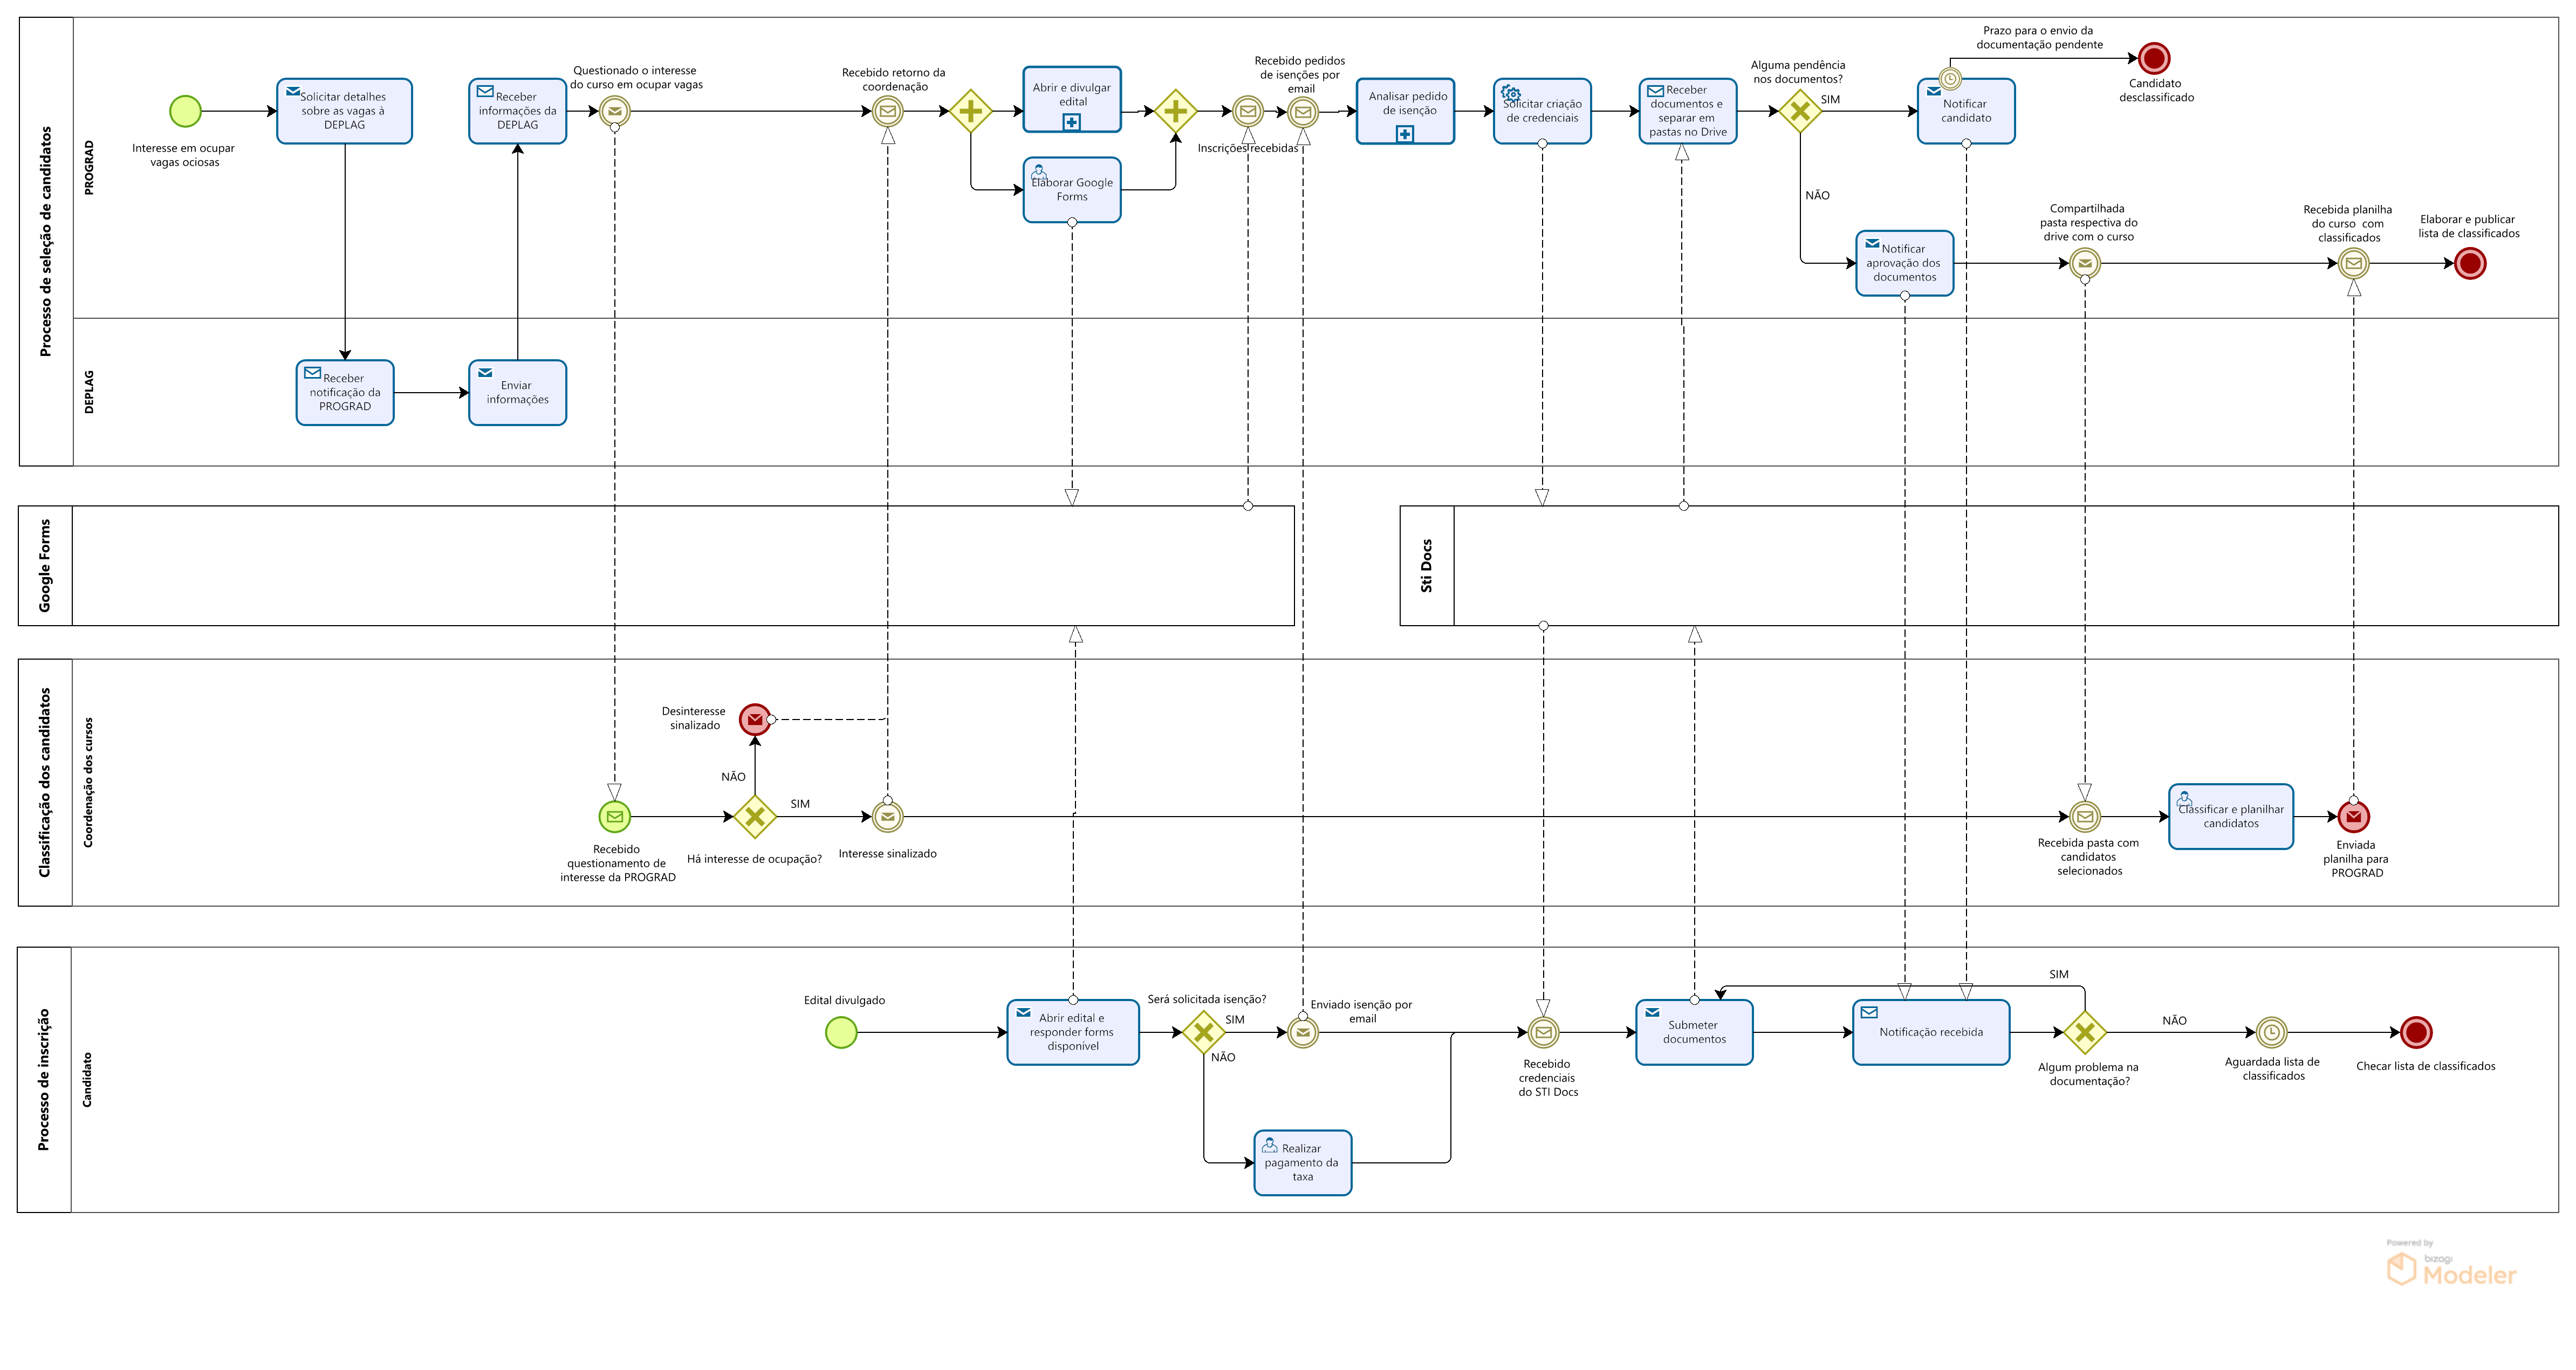 Processo de seleção de candidatos
PROGRAD
Interesse em ocupar
vagas ociosas
Solicitar detalhes
sobre as vagas à
DEPLAG
Receber
informações da
DEPLAG
Questionado o interesse
do curso em ocupar vagas
Recebido retorno da
coordenação
Abrir e divulgar
edital
Elaborar Google
Forms
Inscrições recebidas
Recebido pedidos
de isenções por
email
Analisar pedido
de isenção
Solicitar criação
de credenciais
Receber
documentos e
separar em
pastas no Drive
Alguma pendência
nos documentos?
SIM
NÃO
Notificar
candidato
Prazo para o envio da
documentação pendente
Candidato
desclassificado
Notificar
aprovação dos
documentos
Compartilhada
pasta respectiva do
drive com o curso
Recebida planilha
do curso com
classificados
Elaborar e publicar
lista de classificados
DEPLAG
Receber
notificação da
PROGRAD
Enviar
informações
Google Forms
Sti Docs
Classificação dos candidatos
Coordenação dos cursos
Recebido
questionamento de
interesse da PROGRAD
Há interesse de ocupação?
NÃO
SIM
Desinteresse
sinalizado
Interesse sinalizado
Recebida pasta com
candidatos
selecionados
Classificar e planilhar
candidatos
Enviada
planilha para
PROGRAD
Processo de inscrição
Candidato
Edital divulgado
Abrir edital e
responder forms
disponível
Será solicitada isenção?
SIM
NÃO
Enviado isenção por
email
Realizar
pagamento da
taxa
Recebido
credenciais
do STI Docs
Submeter
documentos
Notificação recebida
SIM
Algum problema na
documentação?
NÃO
Aguardada lista de
classificados
Checar lista de classificados
Powered by
bizagi
Modeler